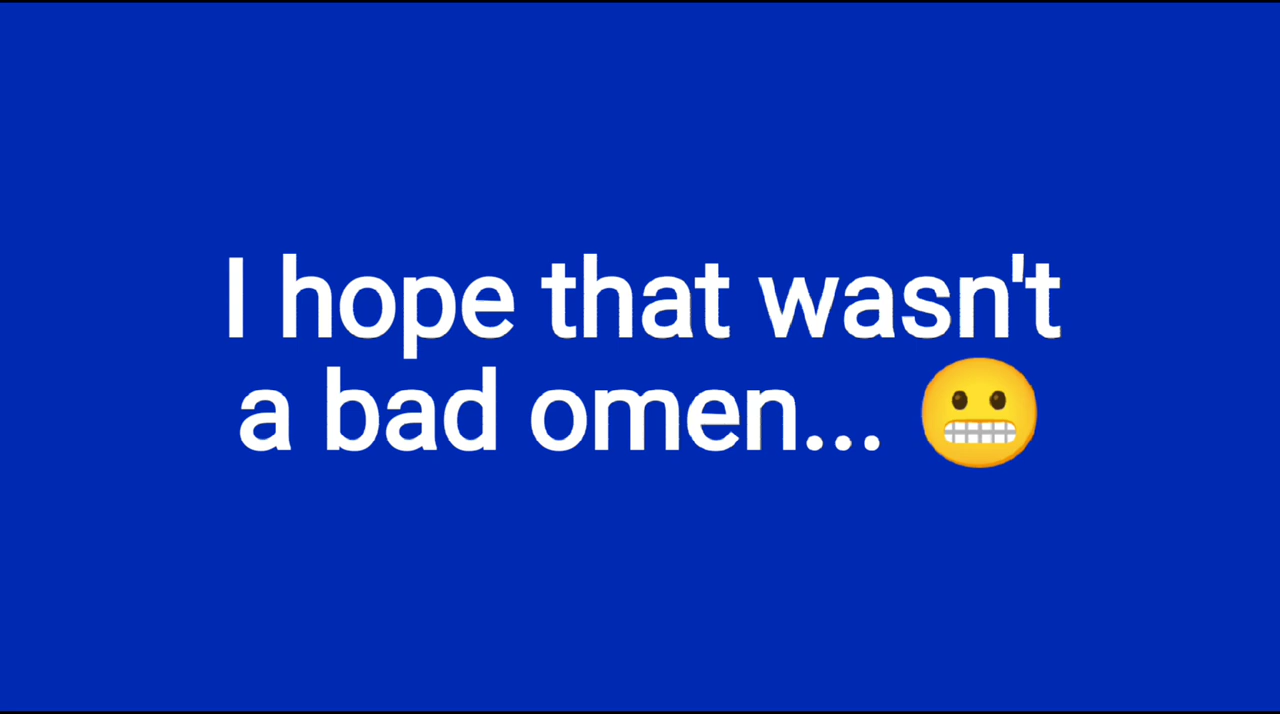 I hope that wasn't
a bad omen... 😬